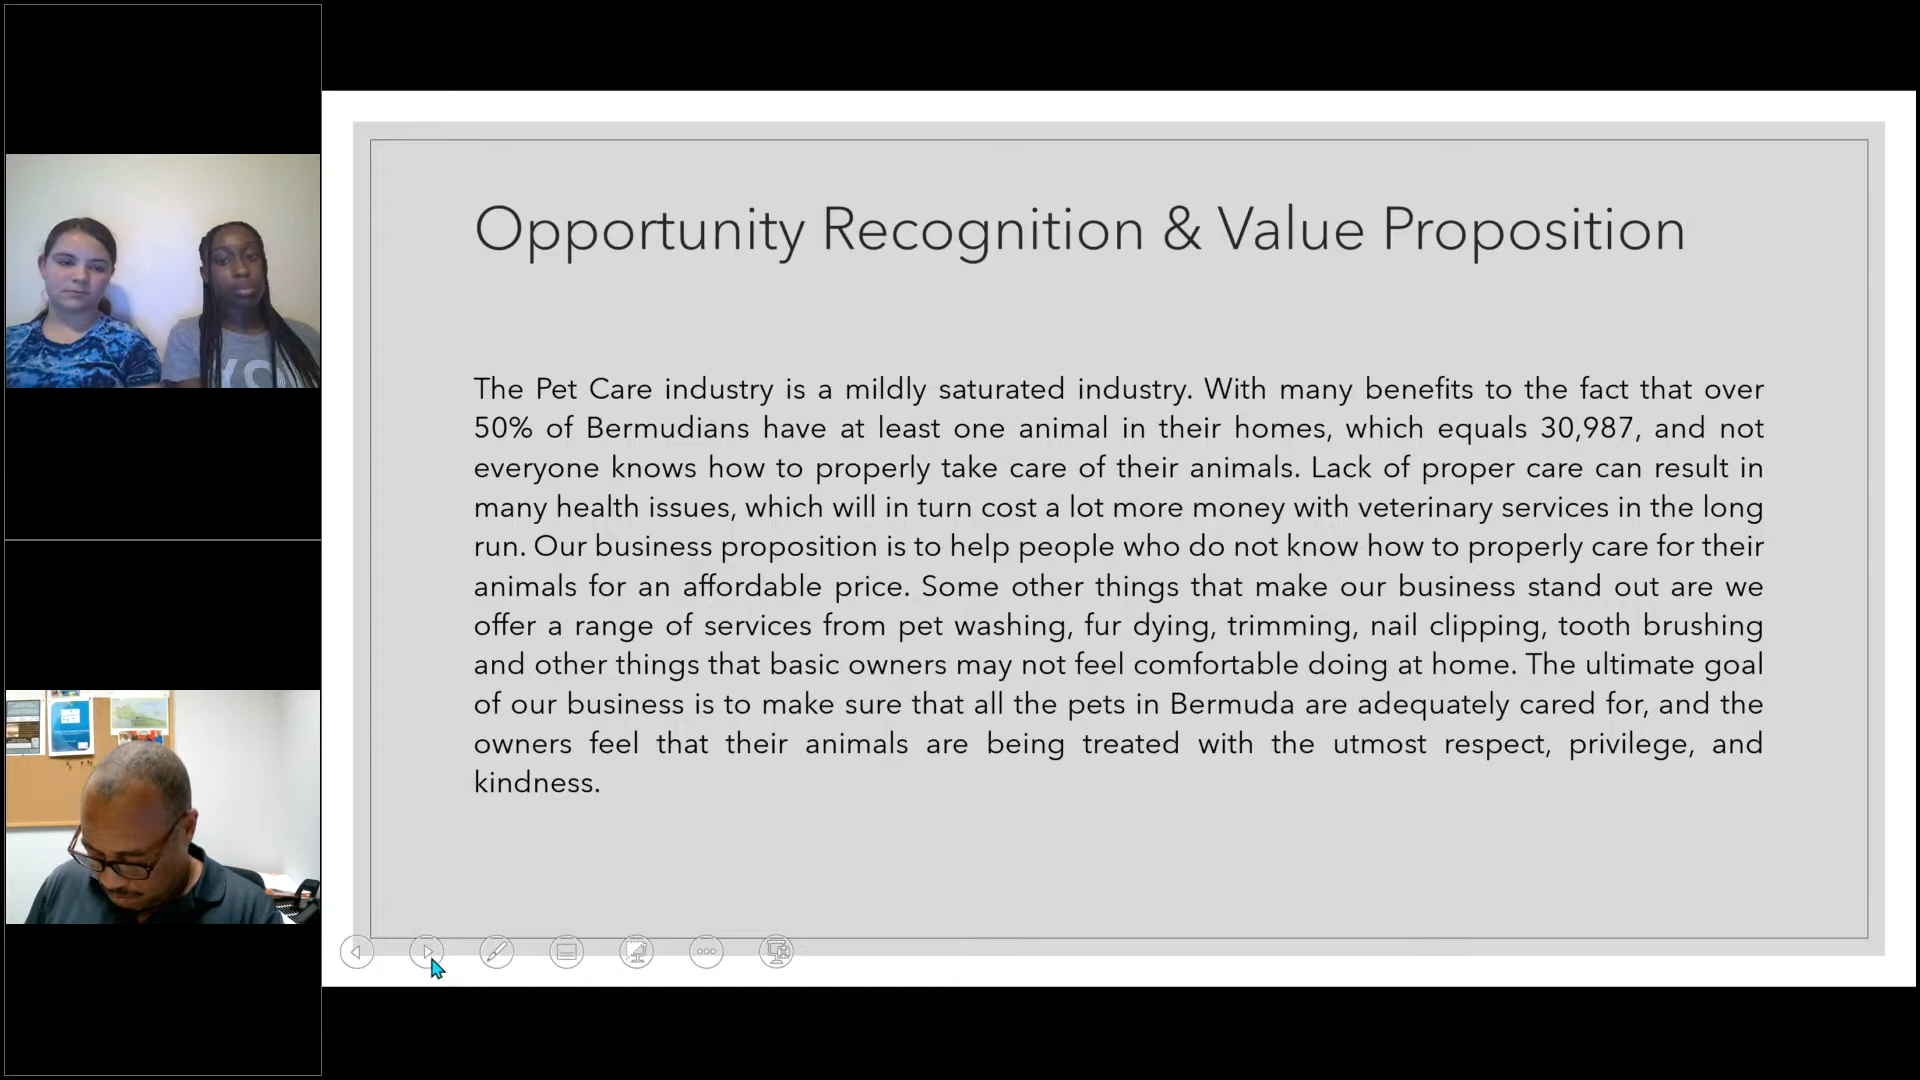 Opportunity Recognition & Value Proposition
The Pet Care industry is a mildly saturated industry. With many benefits to the fact that over
50% of Bermudians have at least one animal in their homes, which equals 30,987, and not
everyone knows how to properly take care of their animals. Lack of proper care can result in
many health issues, which will in turn cost a lot more money with veterinary services in the long
run. Our business proposition is to help people who do not know how to properly care for their
animals for an affordable price. Some other things that make our business stand out are we
offer a range of services from pet washing, fur dying, trimming, nail clipping, tooth brushing
and other things that basic owners may not feel comfortable doing at home. The ultimate goal
of our business is to make sure that all the pets in Bermuda are adequately cared for, and the
owners feel that their animals are being treated with the utmost respect, privilege, and
kindness.